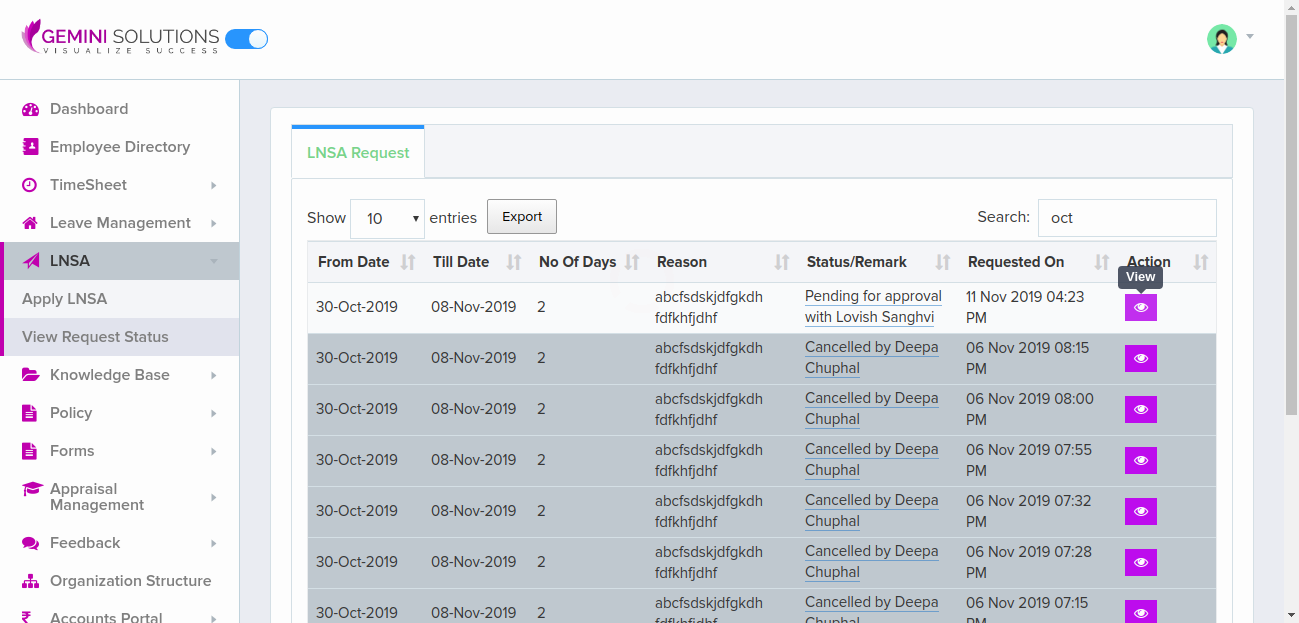 GEMINI SOLUTIONS
VISUALIZE SUCCESS
Dashboard
Employee Directory
TimeSheet
Leave Management
LNSA
Apply LNSA
View Request Status
Knowledge Base
Policy
Forms
Appraisal
Management
Feedback
Organization Structure
Accounts Portal
LNSA Request
Show 10 entries Export Search: oct
From Date Till Date No Of Days Reason Status/Remark Requested On Action
View
30-Oct-2019 08-Nov-2019 2 abcfsdskjdfgkdh Pending for approval 11 Nov 2019 04:23
fdfkhfjdhf with Lovish Sanghvi PM
30-Oct-2019 08-Nov-2019 2 abcfsdskjdfgkdh Cancelled by Deepa 06 Nov 2019 08:15
fdfkhfjdhf Chuphal PM
30-Oct-2019 08-Nov-2019 2 abcfsdskjdfgkdh Cancelled by Deepa 06 Nov 2019 08:00
fdfkhfjdhf Chuphal PM
30-Oct-2019 08-Nov-2019 2 abcfsdskjdfgkdh Cancelled by Deepa 06 Nov 2019 07:55
fdfkhfjdhf Chuphal PM
30-Oct-2019 08-Nov-2019 2 abcfsdskjdfgkdh Cancelled by Deepa 06 Nov 2019 07:32
fdfkhfjdhf Chuphal PM
30-Oct-2019 08-Nov-2019 2 abcfsdskjdfgkdh Cancelled by Deepa 06 Nov 2019 07:28
fdfkhfjdhf Chuphal PM
30-Oct-2019 08-Nov-2019 2 abcfsdskjdfgkdh Cancelled by Deepa 06 Nov 2019 07:15
fdfkhfjdhf Chuphal PM